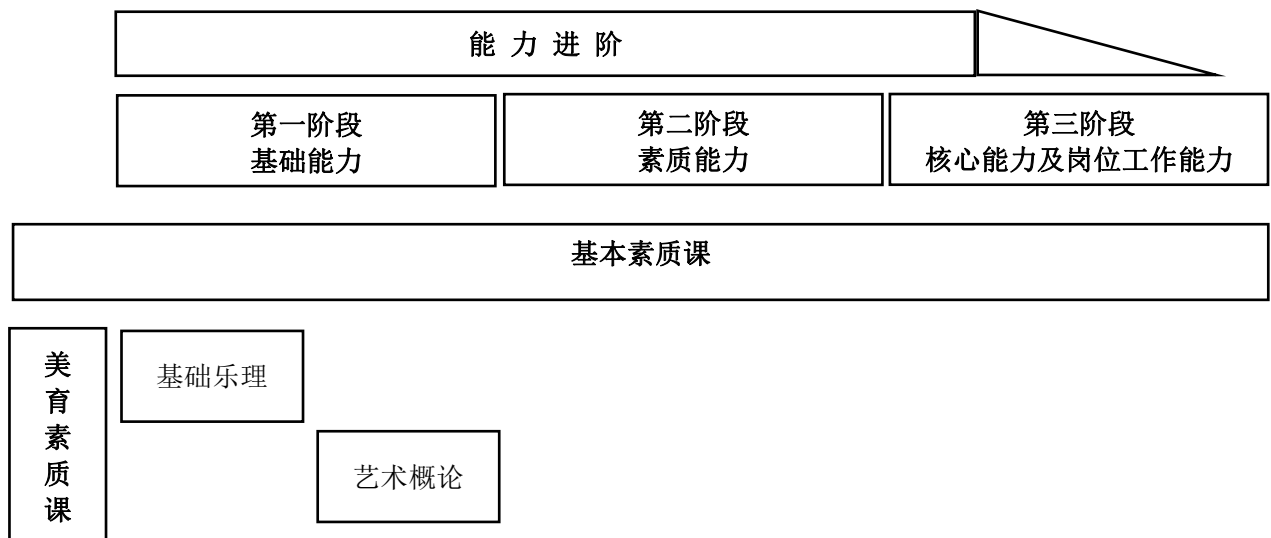 能 力 进 阶
第一阶段
基础能力
第二阶段
素质能力
第三阶段
核心能力及岗位工作能力
基本素质课
美
育
素
质
课
基础乐理
艺术概论